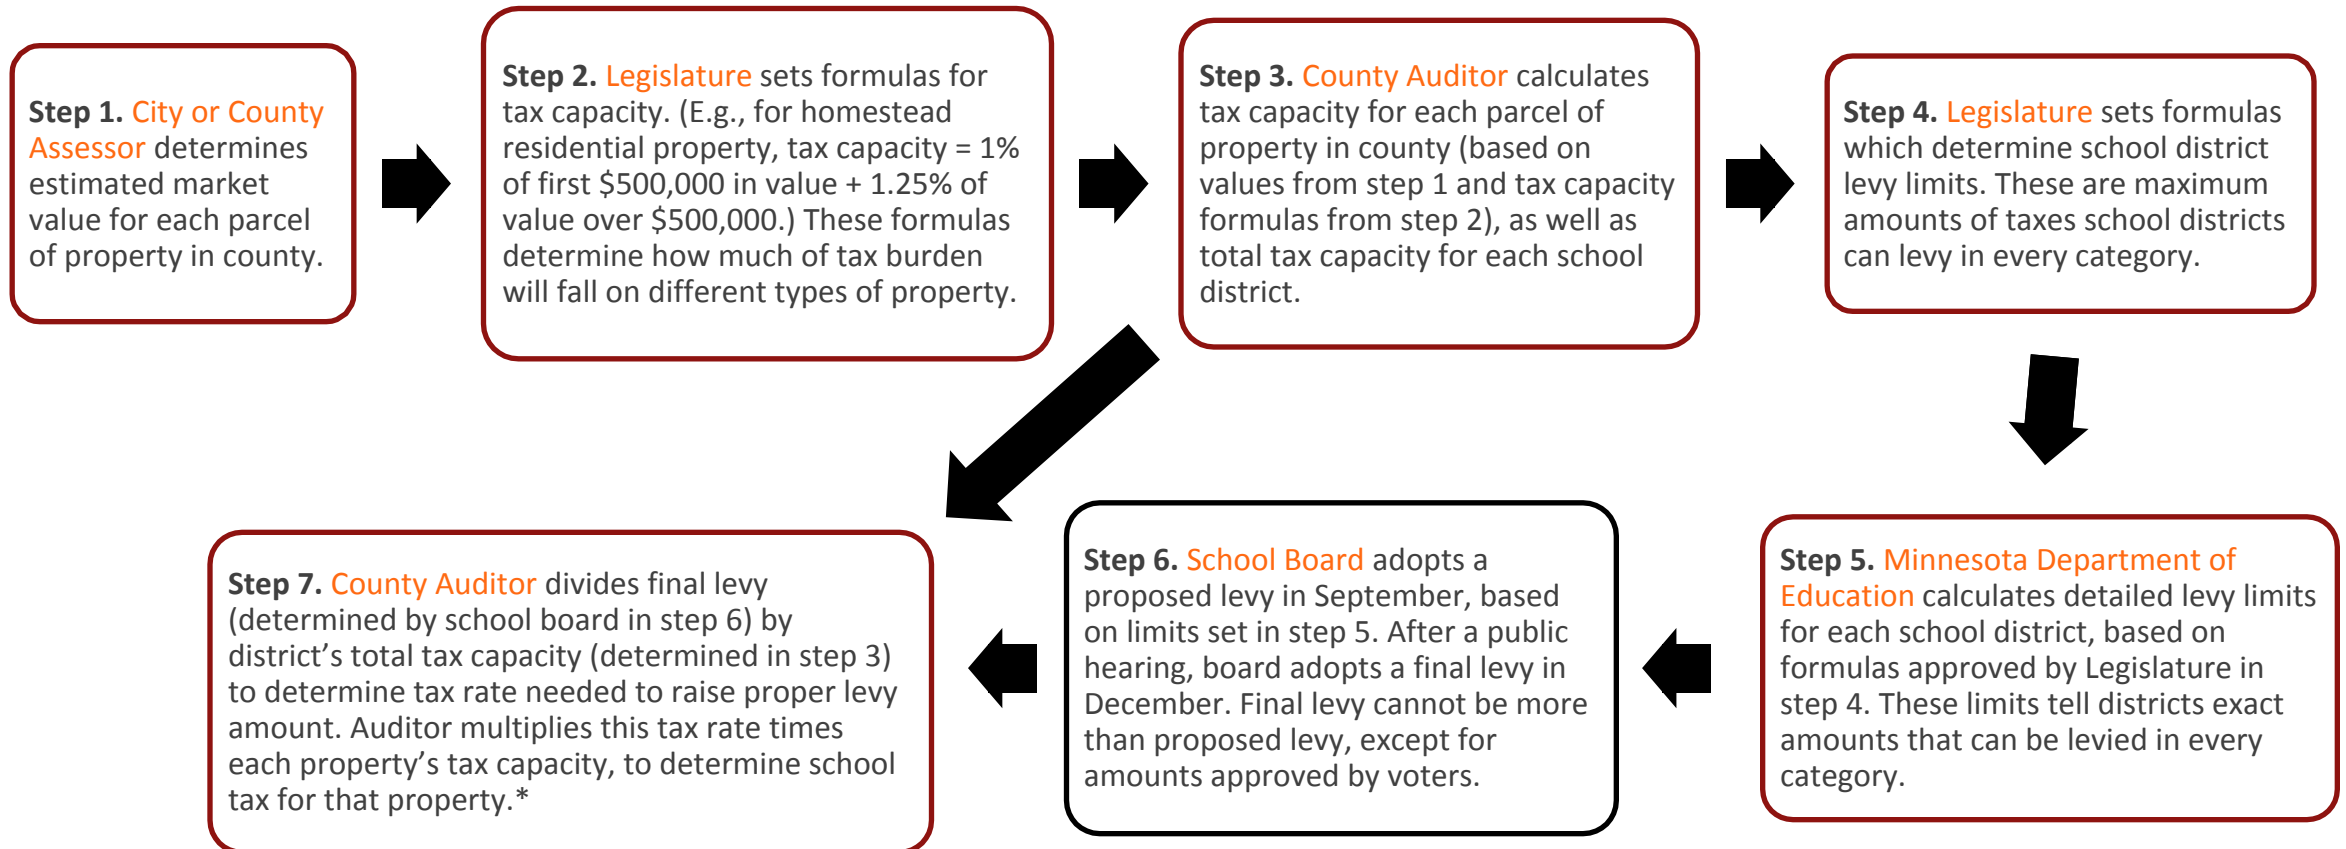 Step 1. City or County
Assessor determines
estimated market
value for each parcel
of property in county.
Step 2. Legislature sets formulas for
tax capacity. (E.g., for homestead
residential property, tax capacity = 1%
of first $500,000 in value + 1.25% of
value over $500,000.) These formulas
determine how much of tax burden
will fall on different types of property.
Step 3. County Auditor calculates
tax capacity for each parcel of
property in county (based on
values from step 1 and tax capacity
formulas from step 2), as well as
total tax capacity for each school
district.
Step 4. Legislature sets formulas
which determine school district
levy limits. These are maximum
amounts of taxes school districts
can levy in every category.
Step 5. Minnesota Department of
Education calculates detailed levy limits
for each school district, based on
formulas approved by Legislature in
step 4. These limits tell districts exact
amounts that can be levied in every
category.
Step 6. School Board adopts a
proposed levy in September, based
on limits set in step 5. After a public
hearing, board adopts a final levy in
December. Final levy cannot be more
than proposed levy, except for
amounts approved by voters.
Step 7. County Auditor divides final levy
(determined by school board in step 6) by
district’s total tax capacity (determined in step 3)
to determine tax rate needed to raise proper levy
amount. Auditor multiplies this tax rate times
each property’s tax capacity, to determine school
tax for that property.*